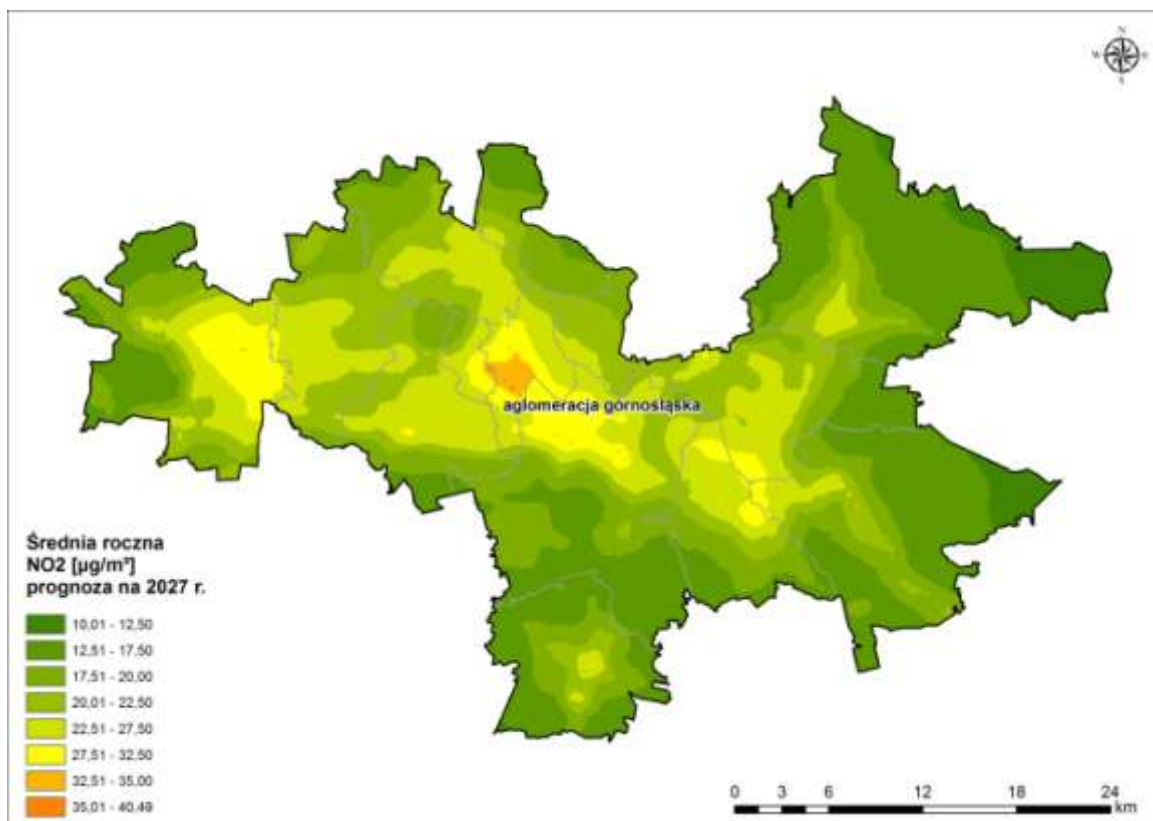 N
W E
S
aglomeracja górnośląska
Średnia roczna
NO2 [µg/m³]
prognoza na 2027 r.
10,01 - 12,50
12,51 - 17,50
17,51 - 20,00
20,01 - 22,50
22,51 - 27,50
27,51 - 32,50
32,51 - 35,00
35,01 - 40,49
0 3 6 12 18 24
km